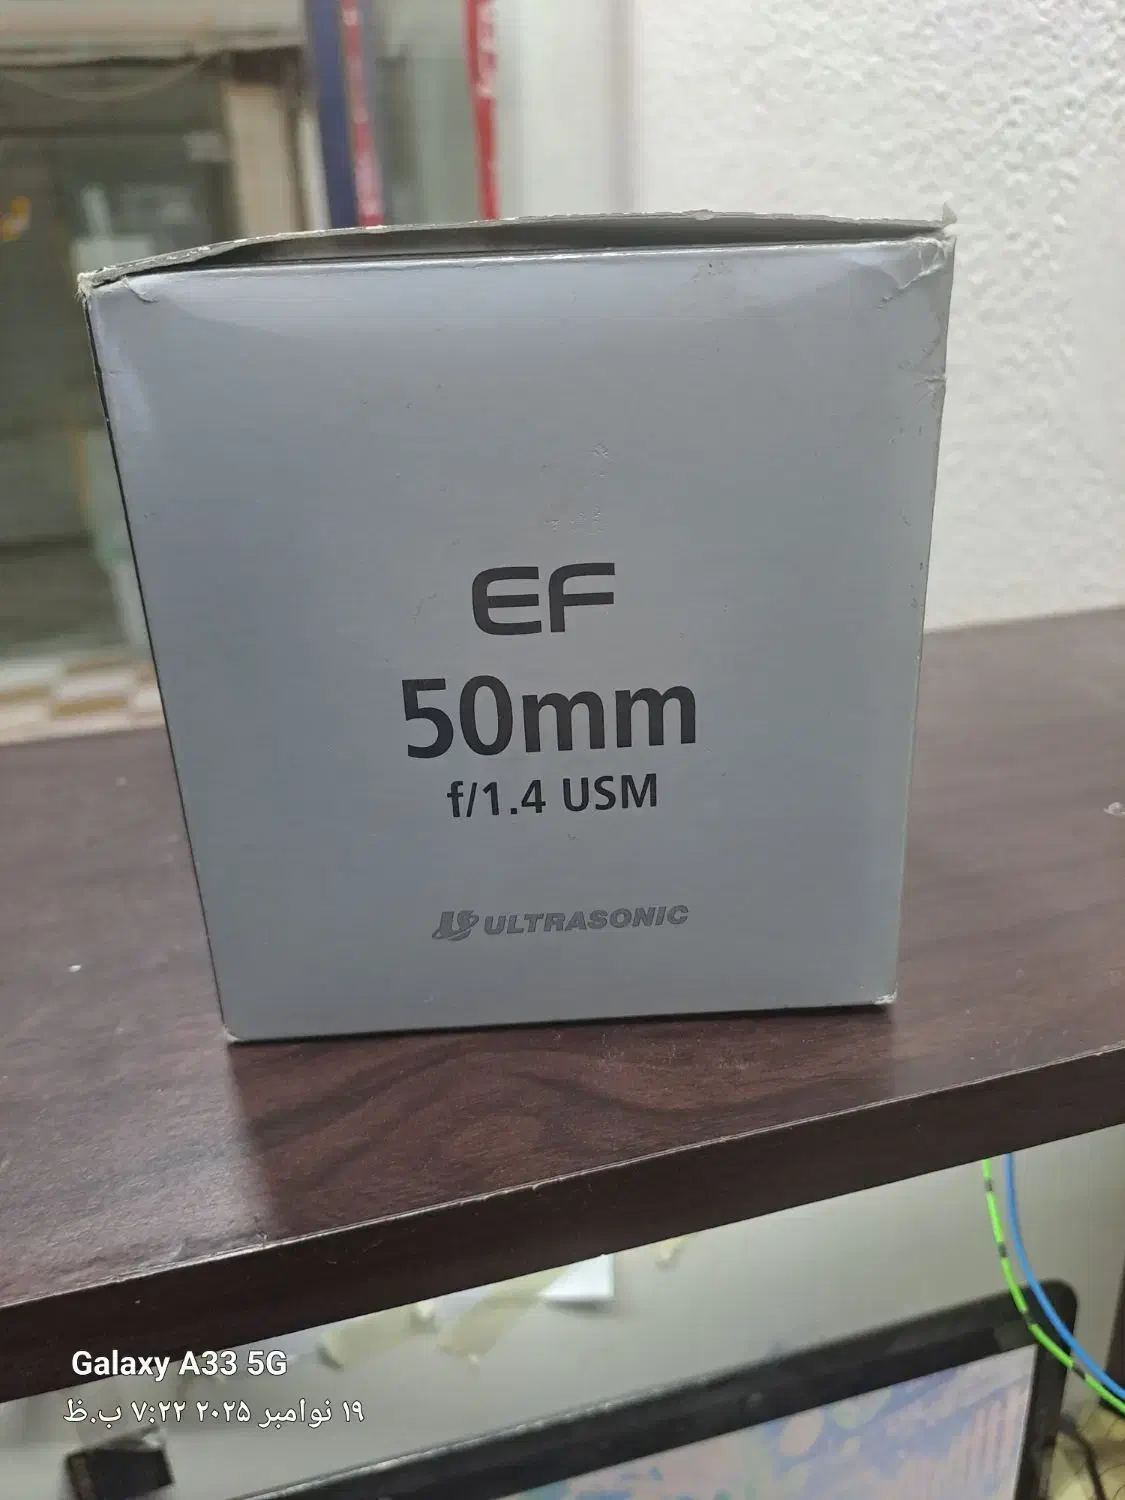 EF
50mm
f/1.4 USM
ULTRASONIC
Galaxy A33 5G
۱۹ نوامبر ۲۰۲۵ ۷:۲۲ ب.ظ